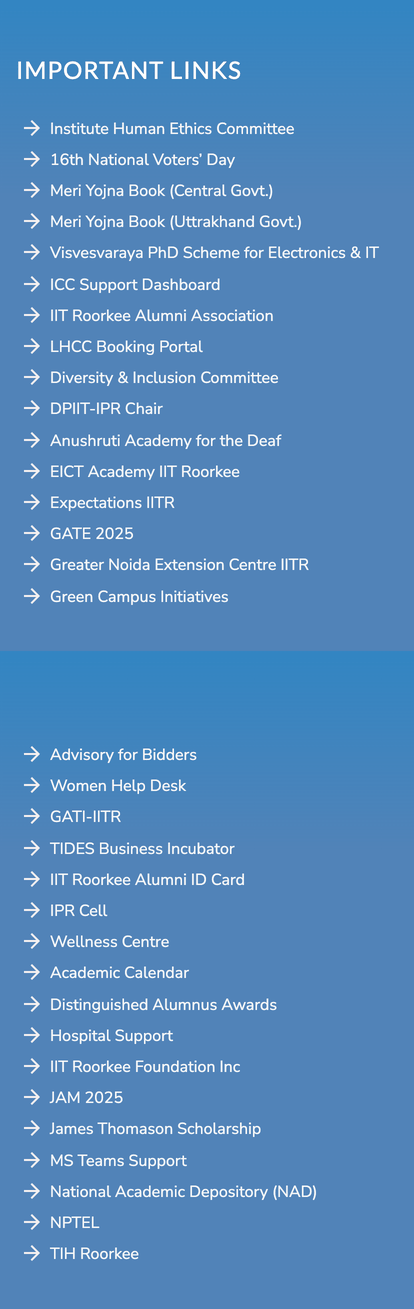 IMPORTANT LINKS
→ Institute Human Ethics Committee
→ 16th National Voters' Day
→ Meri Yojna Book (Central Govt.)
→ Meri Yojna Book (Uttrakhand Govt.)
→ Visvesvaraya PhD Scheme for Electronics & IT
→ ICC Support Dashboard
→ IIT Roorkee Alumni Association
→ LHCC Booking Portal
→ Diversity & Inclusion Committee
→ DPIIT-IPR Chair
→ Anushruti Academy for the Deaf
→ EICT Academy IIT Roorkee
→ Expectations IITR
→ GATE 2025
→ Greater Noida Extension Centre IITR
→ Green Campus Initiatives
→ Advisory for Bidders
→ Women Help Desk
→ GATI-IITR
→ TIDES Business Incubator
→ IIT Roorkee Alumni ID Card
→ IPR Cell
→ Wellness Centre
→ Academic Calendar
→ Distinguished Alumnus Awards
→ Hospital Support
→ IIT Roorkee Foundation Inc
→ JAM 2025
→ James Thomason Scholarship
→ MS Teams Support
→ National Academic Depository (NAD)
→ NPTEL
→ TIH Roorkee